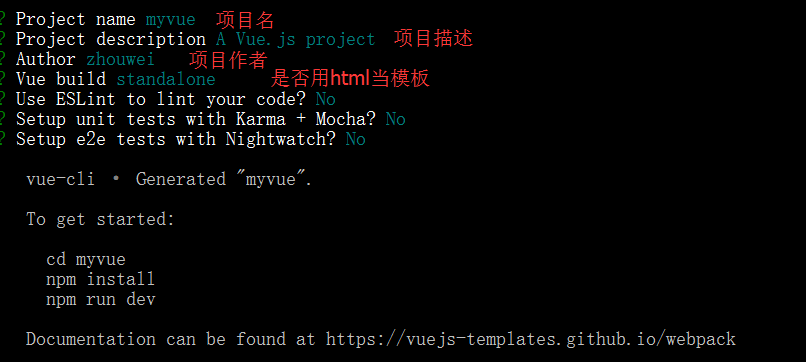 ? Project name myvue 项目名
? Project description A Vue.js project 项目描述
? Author zhouwei 项目作者
? Vue build standalone 是否用html当模板
? Use ESLint to lint your code? No
? Setup unit tests with Karma + Mocha? No
? Setup e2e tests with Nightwatch? No
vue-cli · Generated "myvue".
To get started:
cd myvue
npm install
npm run dev
Documentation can be found at https://vuejs-templates.github.io/webpack